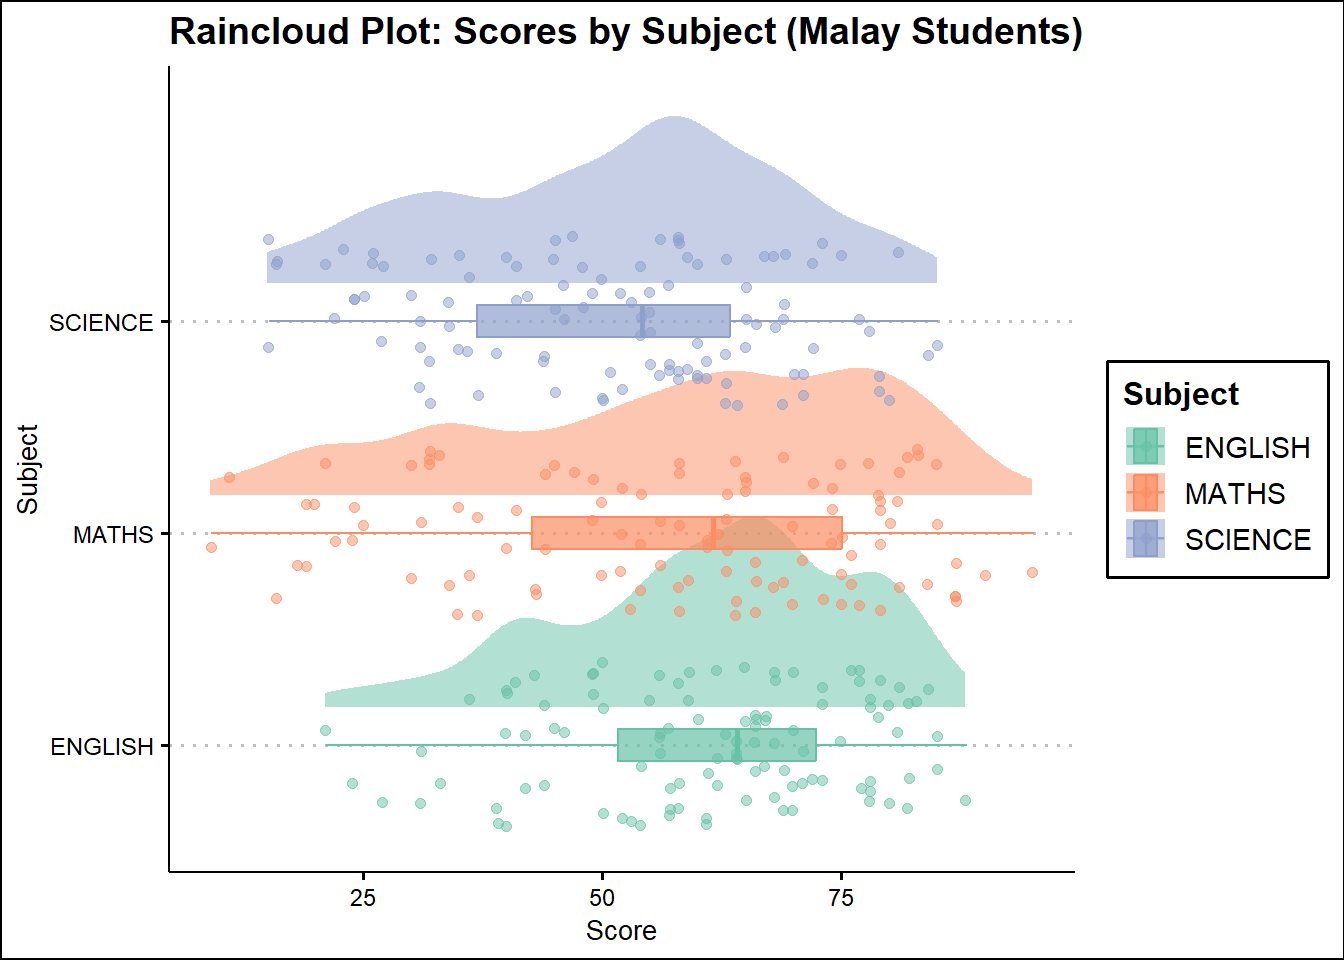 Raincloud Plot: Scores by Subject (Malay Students)
Subject
SCIENCE
MATHS
ENGLISH
25
50
75
Score
Subject
ENGLISH
MATHS
SCIENCE